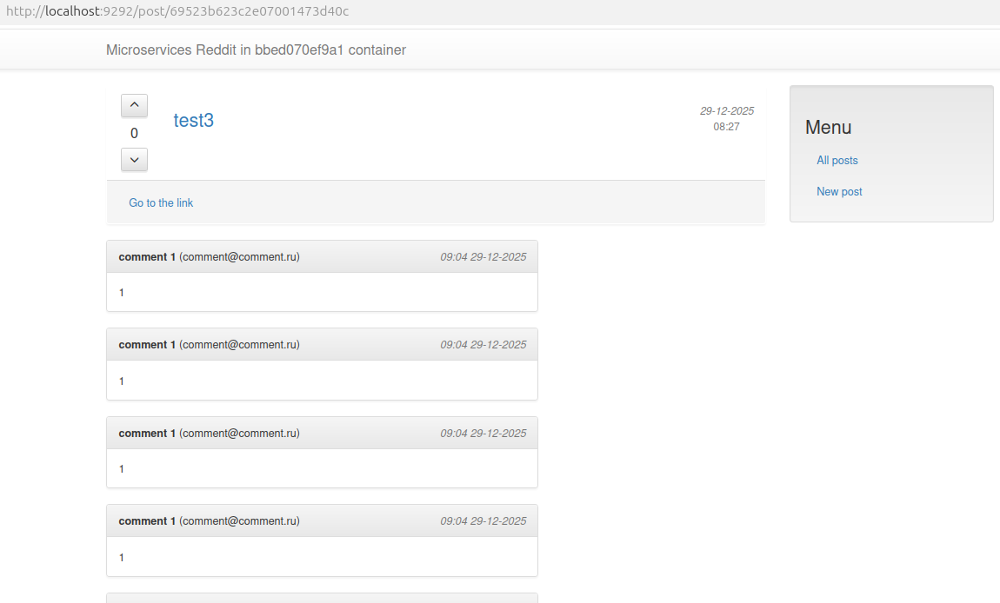 http://localhost:9292/post/69523b623c2e07001473d40c
Microservices Reddit in bbed070ef9a1 container
0
test3
29-12-2025
08:27
Go to the link
Menu
All posts
New post
comment 1 (comment@comment.ru) 09:04 29-12-2025
1
comment 1 (comment@comment.ru) 09:04 29-12-2025
1
comment 1 (comment@comment.ru) 09:04 29-12-2025
1
comment 1 (comment@comment.ru) 09:04 29-12-2025
1